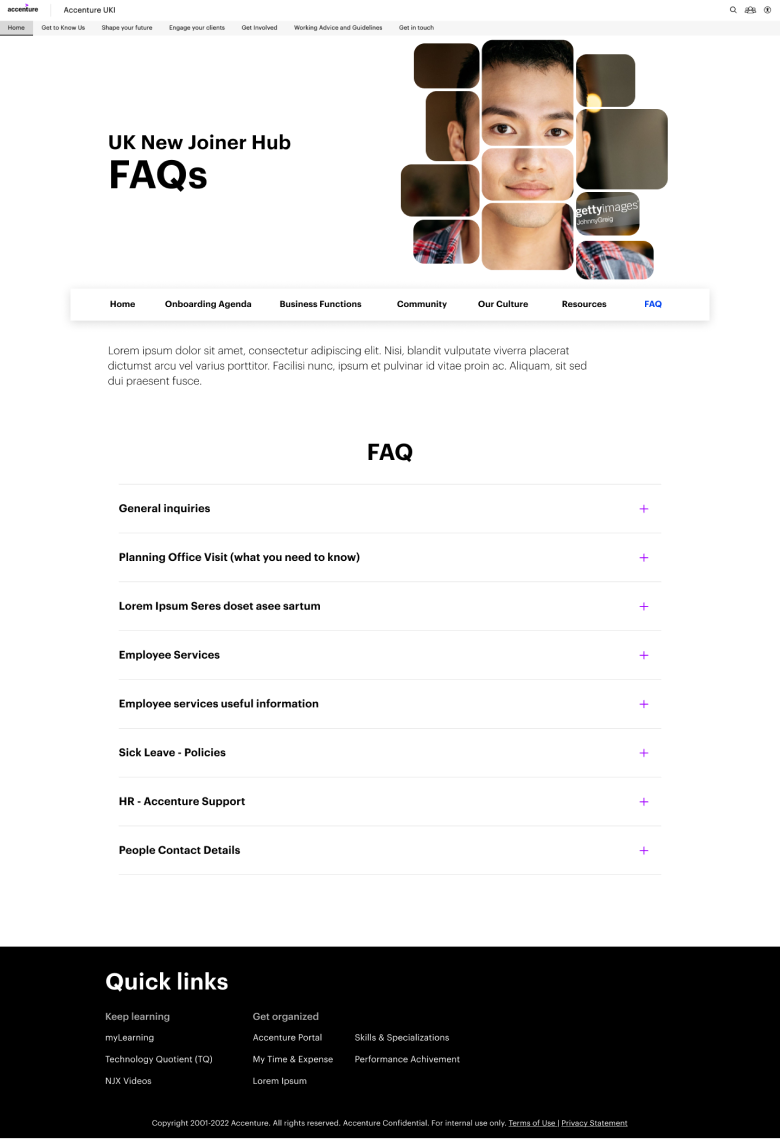 accenture
Accenture UKI
Home Get to Know Us Shape your future Engage your clients Get Involved Working Advice and Guidelines Get in touch
UK New Joiner Hub
FAQs
gettyimages
JohnnyGreig
Home Onboarding Agenda Business Functions Community Our Culture Resources FAQ
Lorem ipsum dolor sit amet, consectetur adipiscing elit. Nisi, blandit vulputate viverra placerat
dictumst arcu vel varius porttitor. Facilisi nunc, ipsum et pulvinar id vitae proin ac. Aliquam, sit sed
dui praesent fusce.
FAQ
General inquiries
Planning Office Visit (what you need to know)
Lorem Ipsum Seres doset asee sartum
Employee Services
Employee services useful information
Sick Leave - Policies
HR - Accenture Support
People Contact Details
Quick links
Keep learning Get organized
myLearning Accenture Portal Skills & Specializations
Technology Quotient (TQ) My Time & Expense Performance Achivement
NJX Videos Lorem Ipsum
Copyright 2001-2022 Accenture. All rights reserved. Accenture Confidential. For internal use only. Terms of Use | Privacy Statement